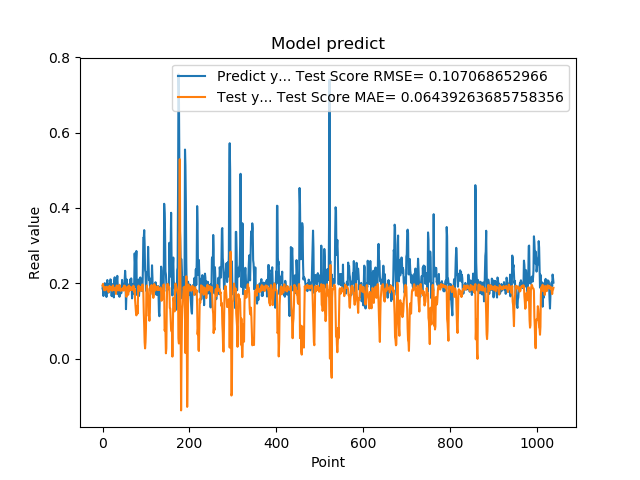 Model predict
Predict y... Test Score RMSE= 0.107068652966
Test y... Test Score MAE= 0.06439263685758356
0.8
0.6
0.4
0.2
0.0
Real value
0 200 400 600 800 1000
Point